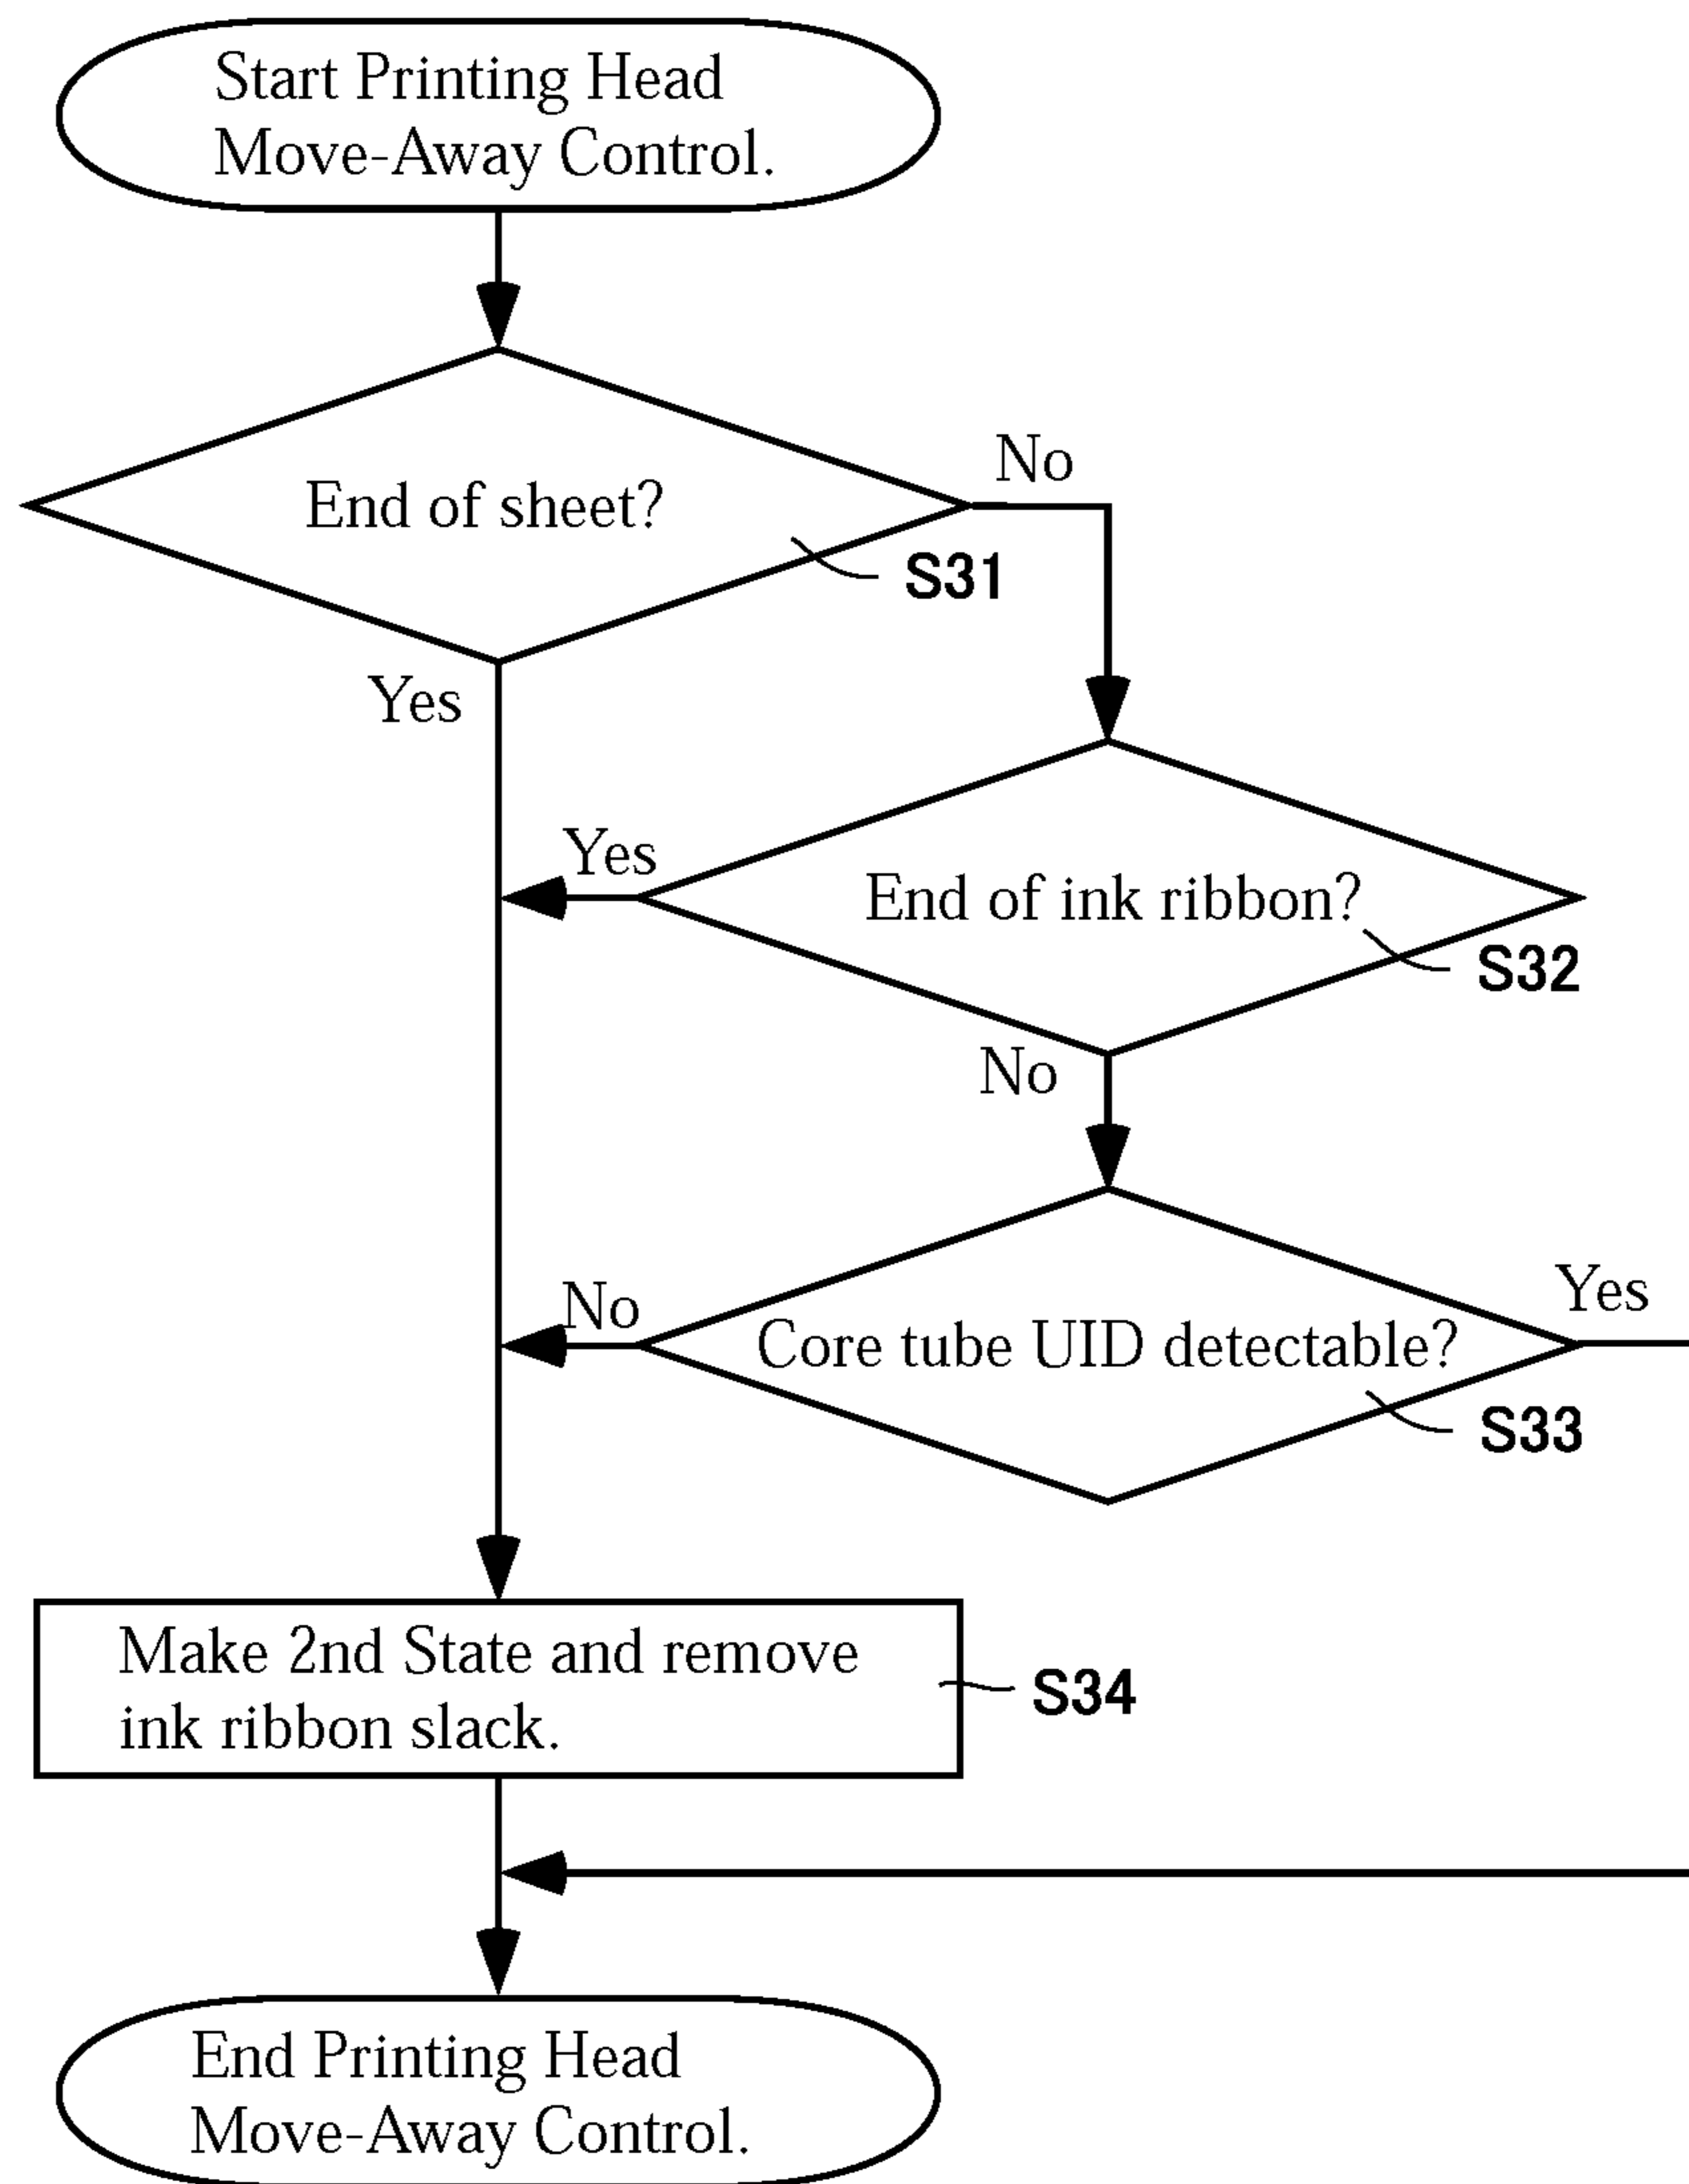 Start Printing Head
Move-Away Control.
No
End of sheet?
S31
Yes
Yes
End of ink ribbon?
S32
No
Yes
No
Core tube UID detectable?
S33
Make 2nd State and remove
ink ribbon slack.
S34
End Printing Head
Move-Away Control.